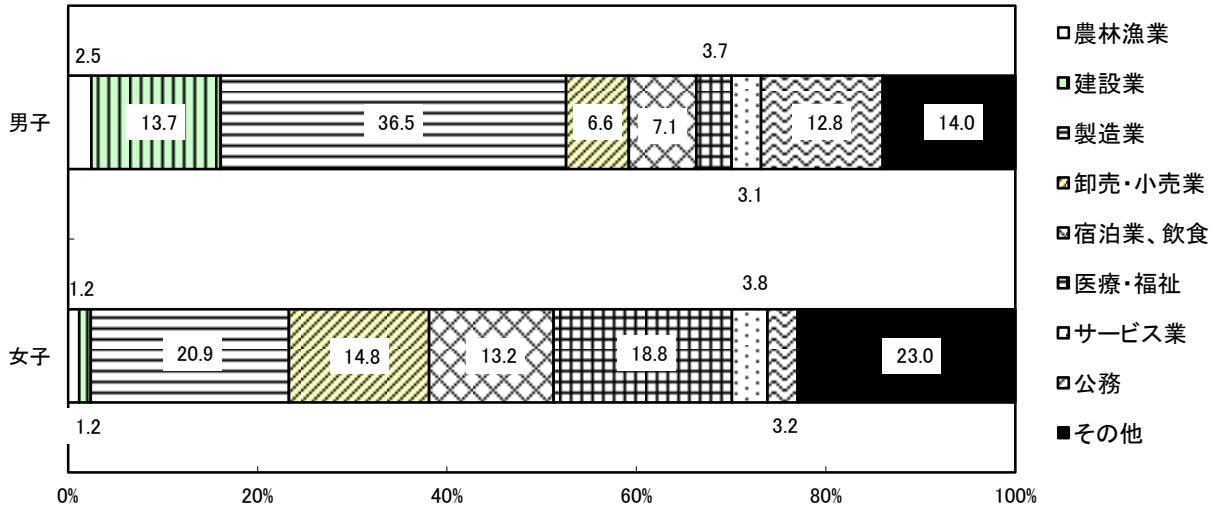 2.5
3.7
男子
13.7
36.5
6.6
7.1
12.8
14.0
3.1
1.2
3.8
女子
20.9
14.8
13.2
18.8
23.0
1.2
3.2
0%
20%
40%
60%
80%
100%
農林漁業
建設業
製造業
卸売・小売業
宿泊業、飲食
医療・福祉
サービス業
公務
その他